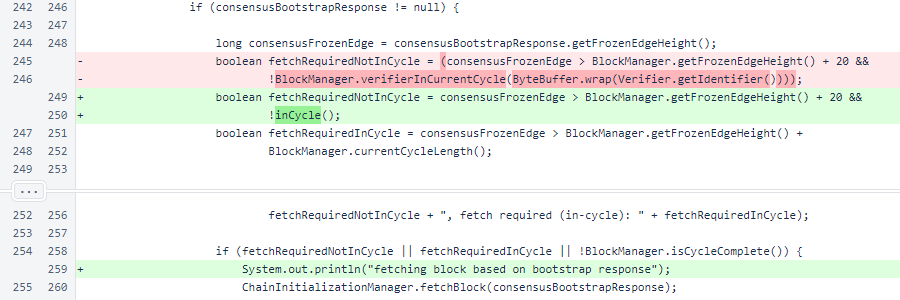 242 246 if (consensusBootstrapResponse != null) {
243 247
244 248 long consensusFrozenEdge = consensusBootstrapResponse.getFrozenEdgeHeight();
245 - boolean fetchRequiredNotInCycle = (consensusFrozenEdge > BlockManager.getFrozenEdgeHeight() + 20 &&
246 - !BlockManager.verifierInCurrentCycle(ByteBuffer.wrap(Verifier.getIdentifier())));
249 + boolean fetchRequiredNotInCycle = consensusFrozenEdge > BlockManager.getFrozenEdgeHeight() + 20 &&
250 + !inCycle();
247 251 boolean fetchRequiredInCycle = consensusFrozenEdge > BlockManager.getFrozenEdgeHeight() +
248 252 BlockManager.currentCycleLength();
249 253
...
252 256 fetchRequiredNotInCycle + ", fetch required (in-cycle): " + fetchRequiredInCycle);
253 257
254 258 if (fetchRequiredNotInCycle || fetchRequiredInCycle || !BlockManager.isCycleComplete()) {
259 + System.out.println("fetching block based on bootstrap response");
255 260 ChainInitializationManager.fetchBlock(consensusBootstrapResponse);